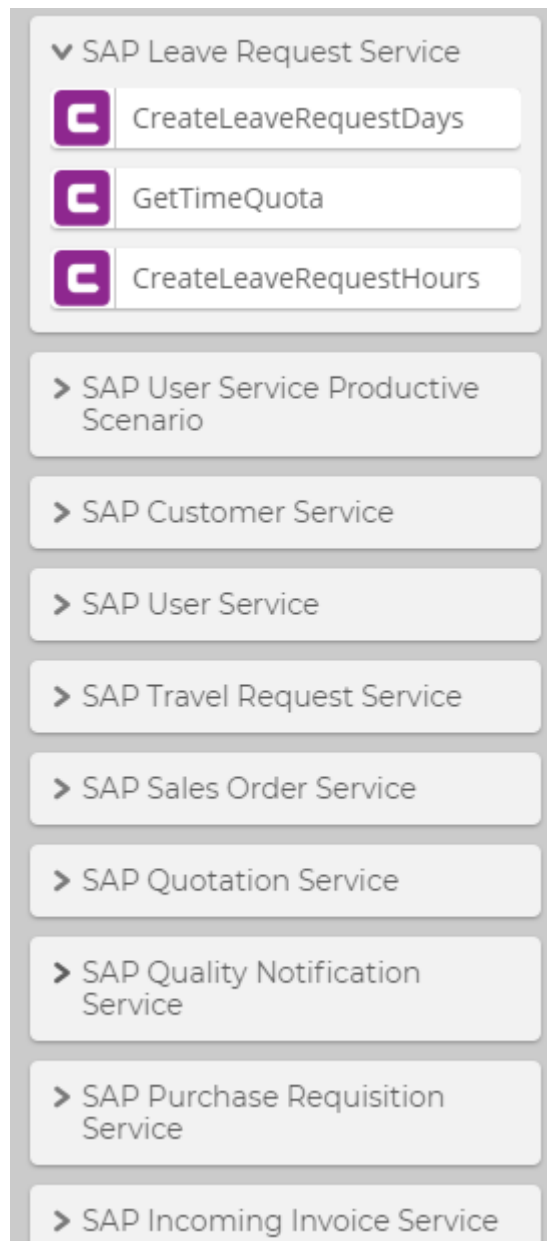 SAP Leave Request Service
CreateLeaveRequestDays
GetTimeQuota
CreateLeaveRequestHours
SAP User Service Productive
Scenario
SAP Customer Service
SAP User Service
SAP Travel Request Service
SAP Sales Order Service
SAP Quotation Service
SAP Quality Notification
Service
SAP Purchase Requisition
Service
SAP Incoming Invoice Service